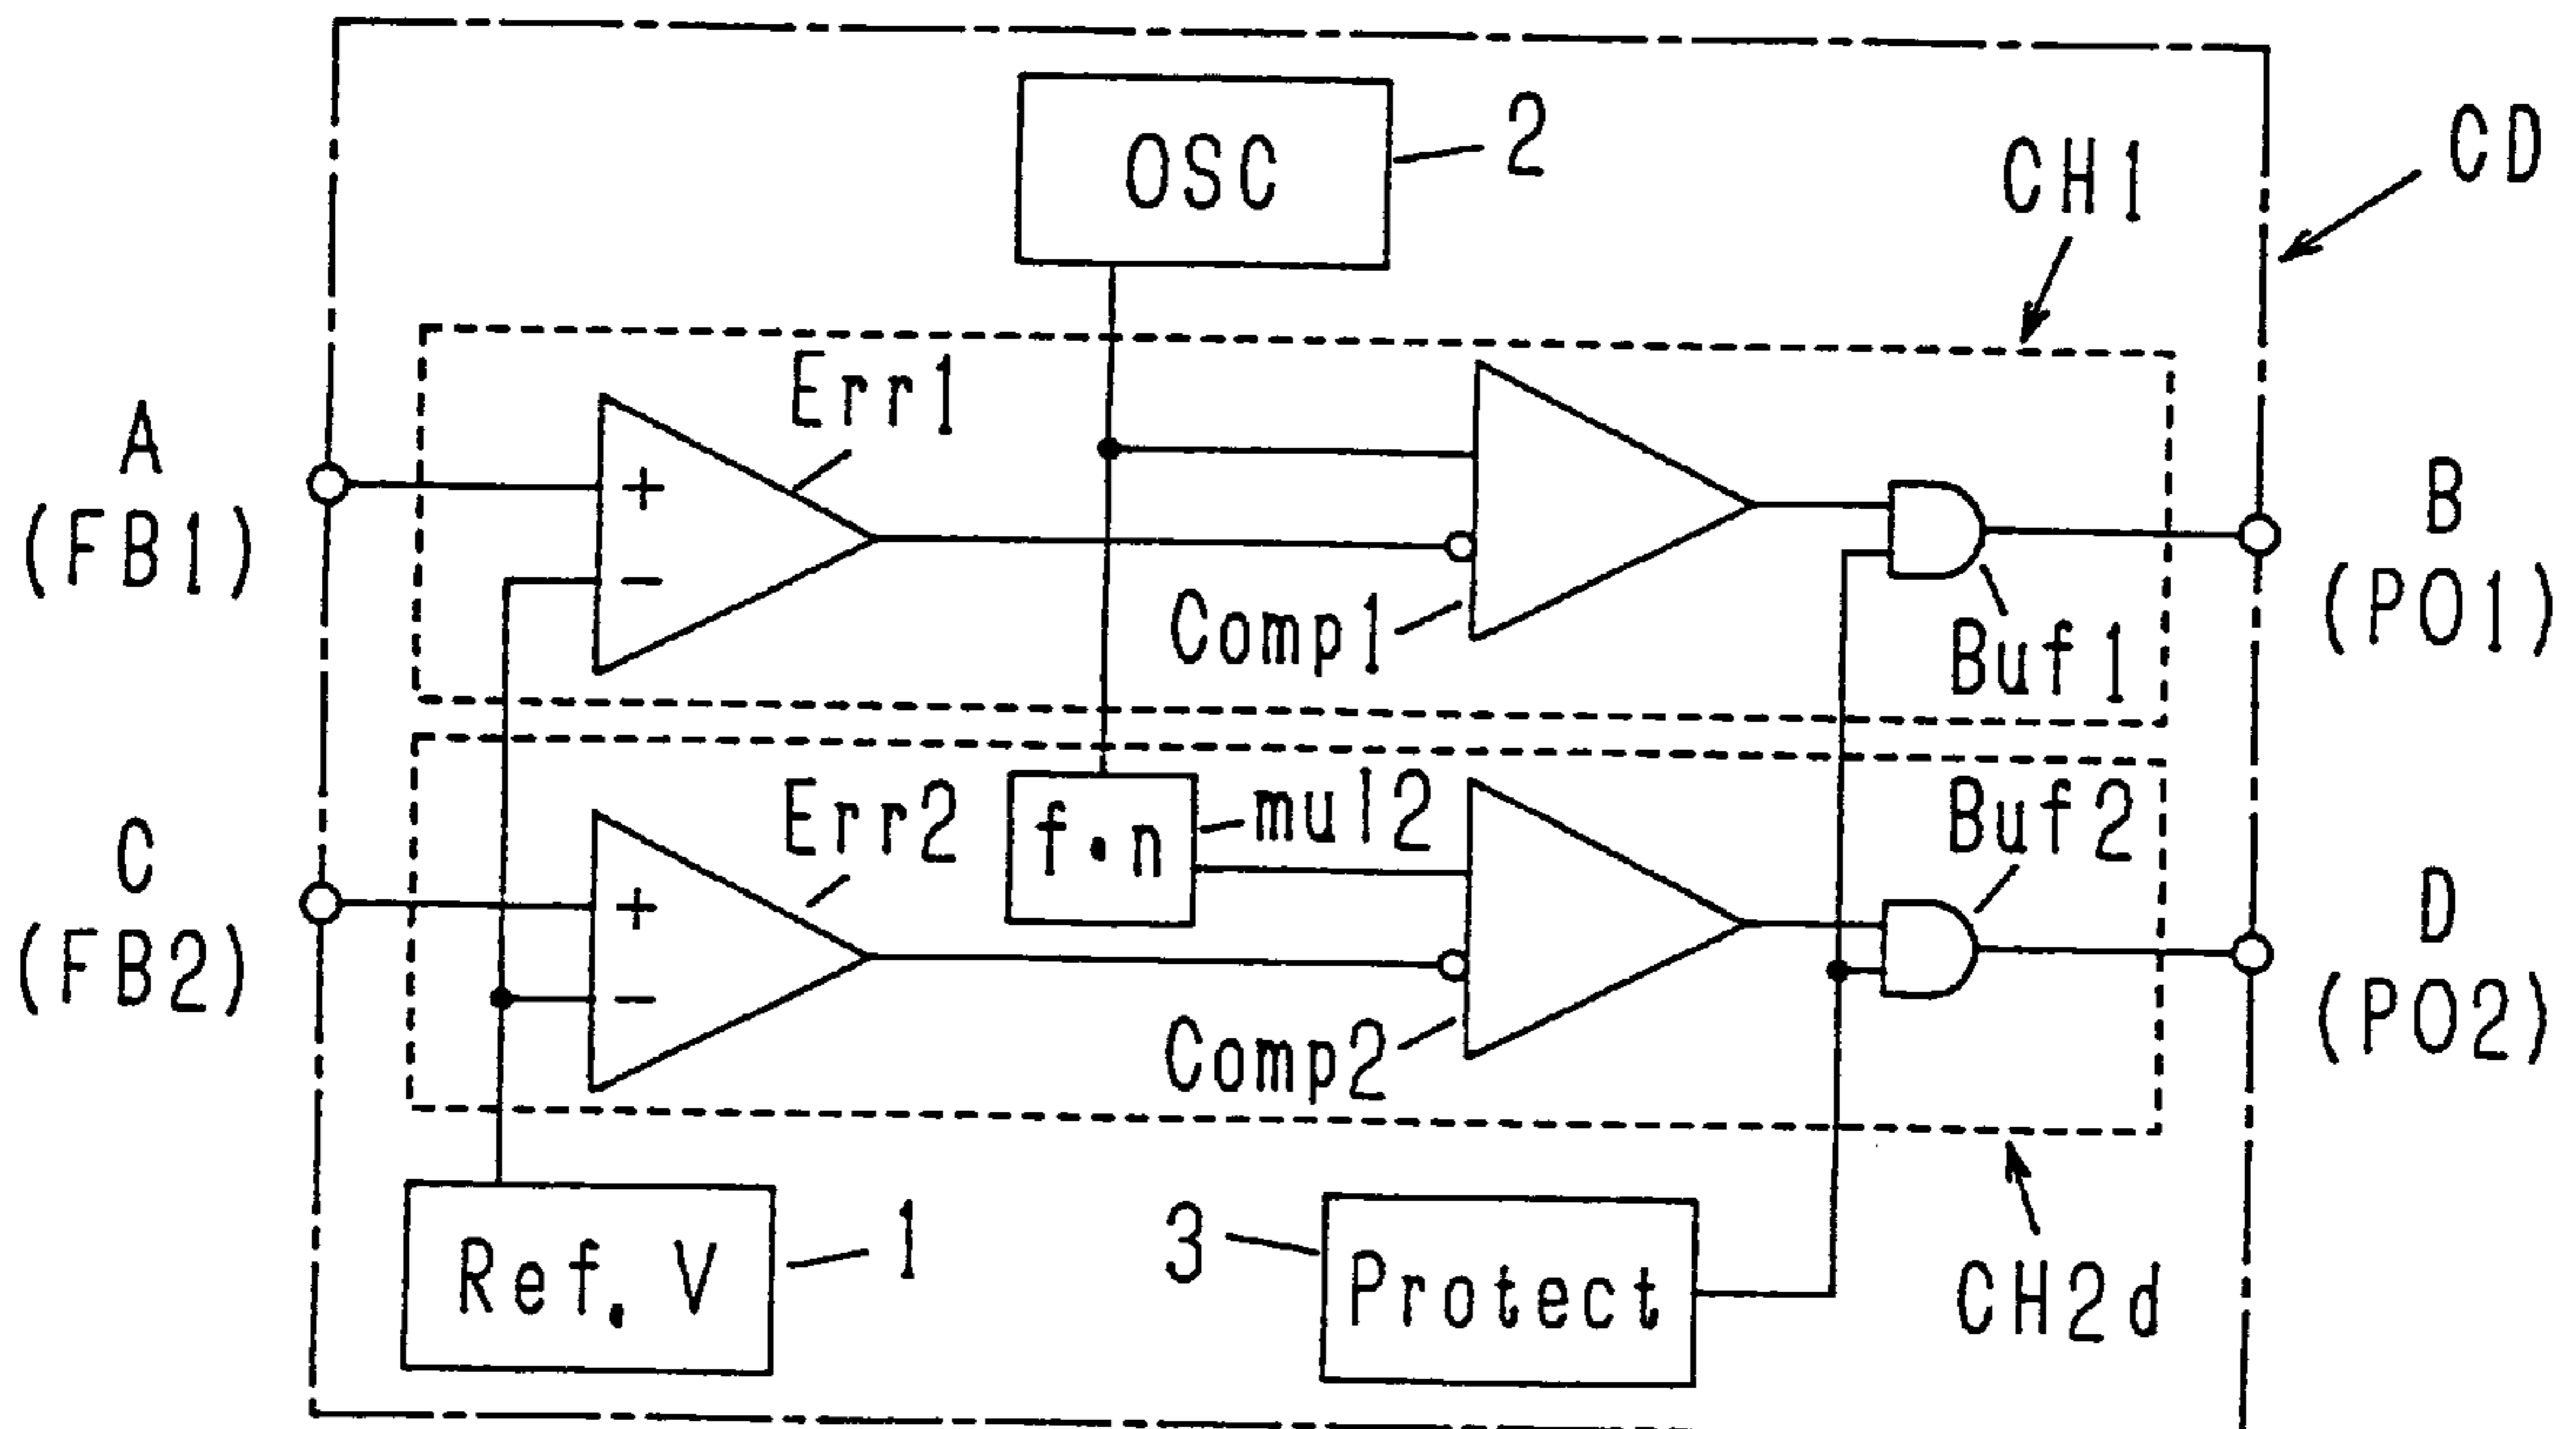 OSC
2
CH1
CD
A
(FB1)
Err1
+
−
Comp1
Buf1
B
(PO1)
C
(FB2)
Err2
+
−
f·n
mul2
Comp2
Buf2
D
(PO2)
Ref. V
1
3
Protect
CH2d